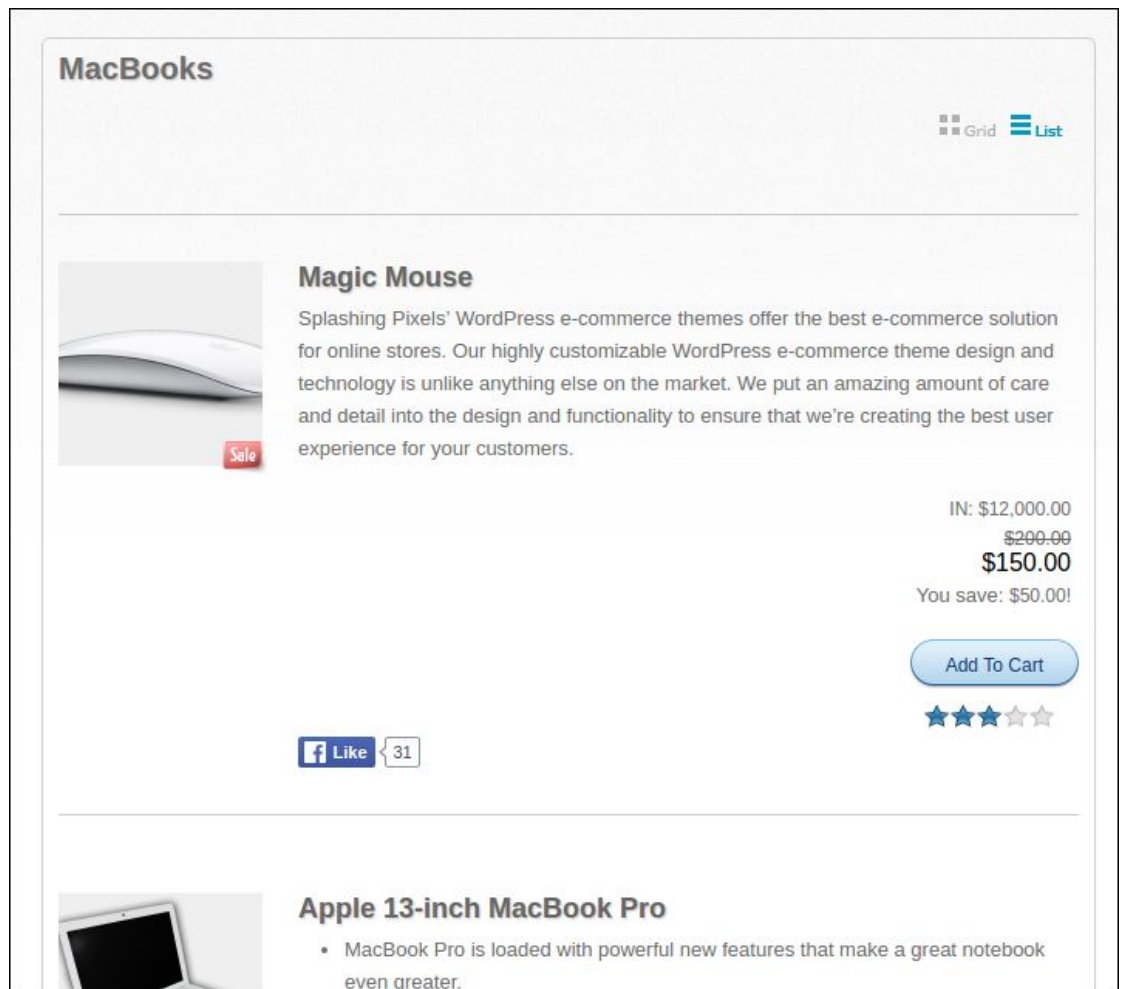 MacBooks
Grid List
Magic Mouse
Splashing Pixels’ WordPress e-commerce themes offer the best e-commerce solution
for online stores. Our highly customizable WordPress e-commerce theme design and
technology is unlike anything else on the market. We put an amazing amount of care
and detail into the design and functionality to ensure that we’re creating the best user
experience for your customers.
Sale
IN: $12,000.00
$200.00
$150.00
You save: $50.00!
Add To Cart
Like 31
Apple 13-inch MacBook Pro
• MacBook Pro is loaded with powerful new features that make a great notebook
even greater.